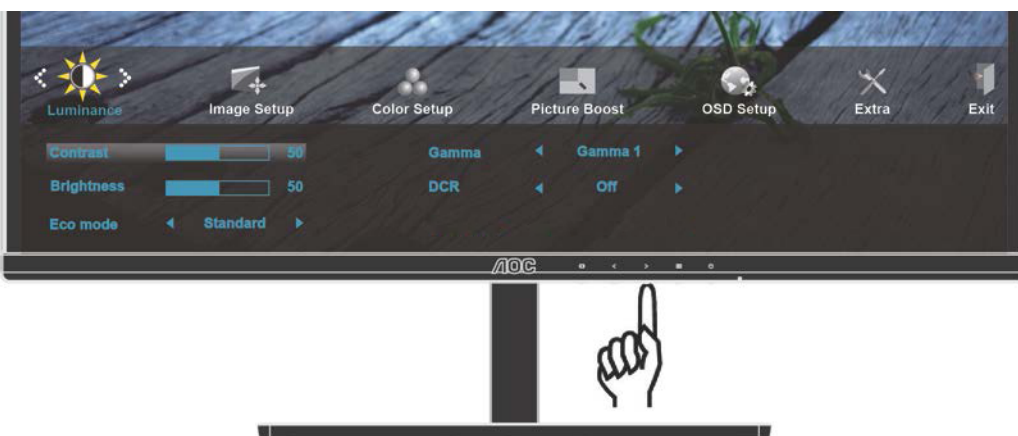 Luminance
Image Setup
Color Setup
Picture Boost
OSD Setup
Extra
Exit
Contrast 50
Gamma Gamma 1
Brightness 50
DCR Off
Eco mode Standard
AOC